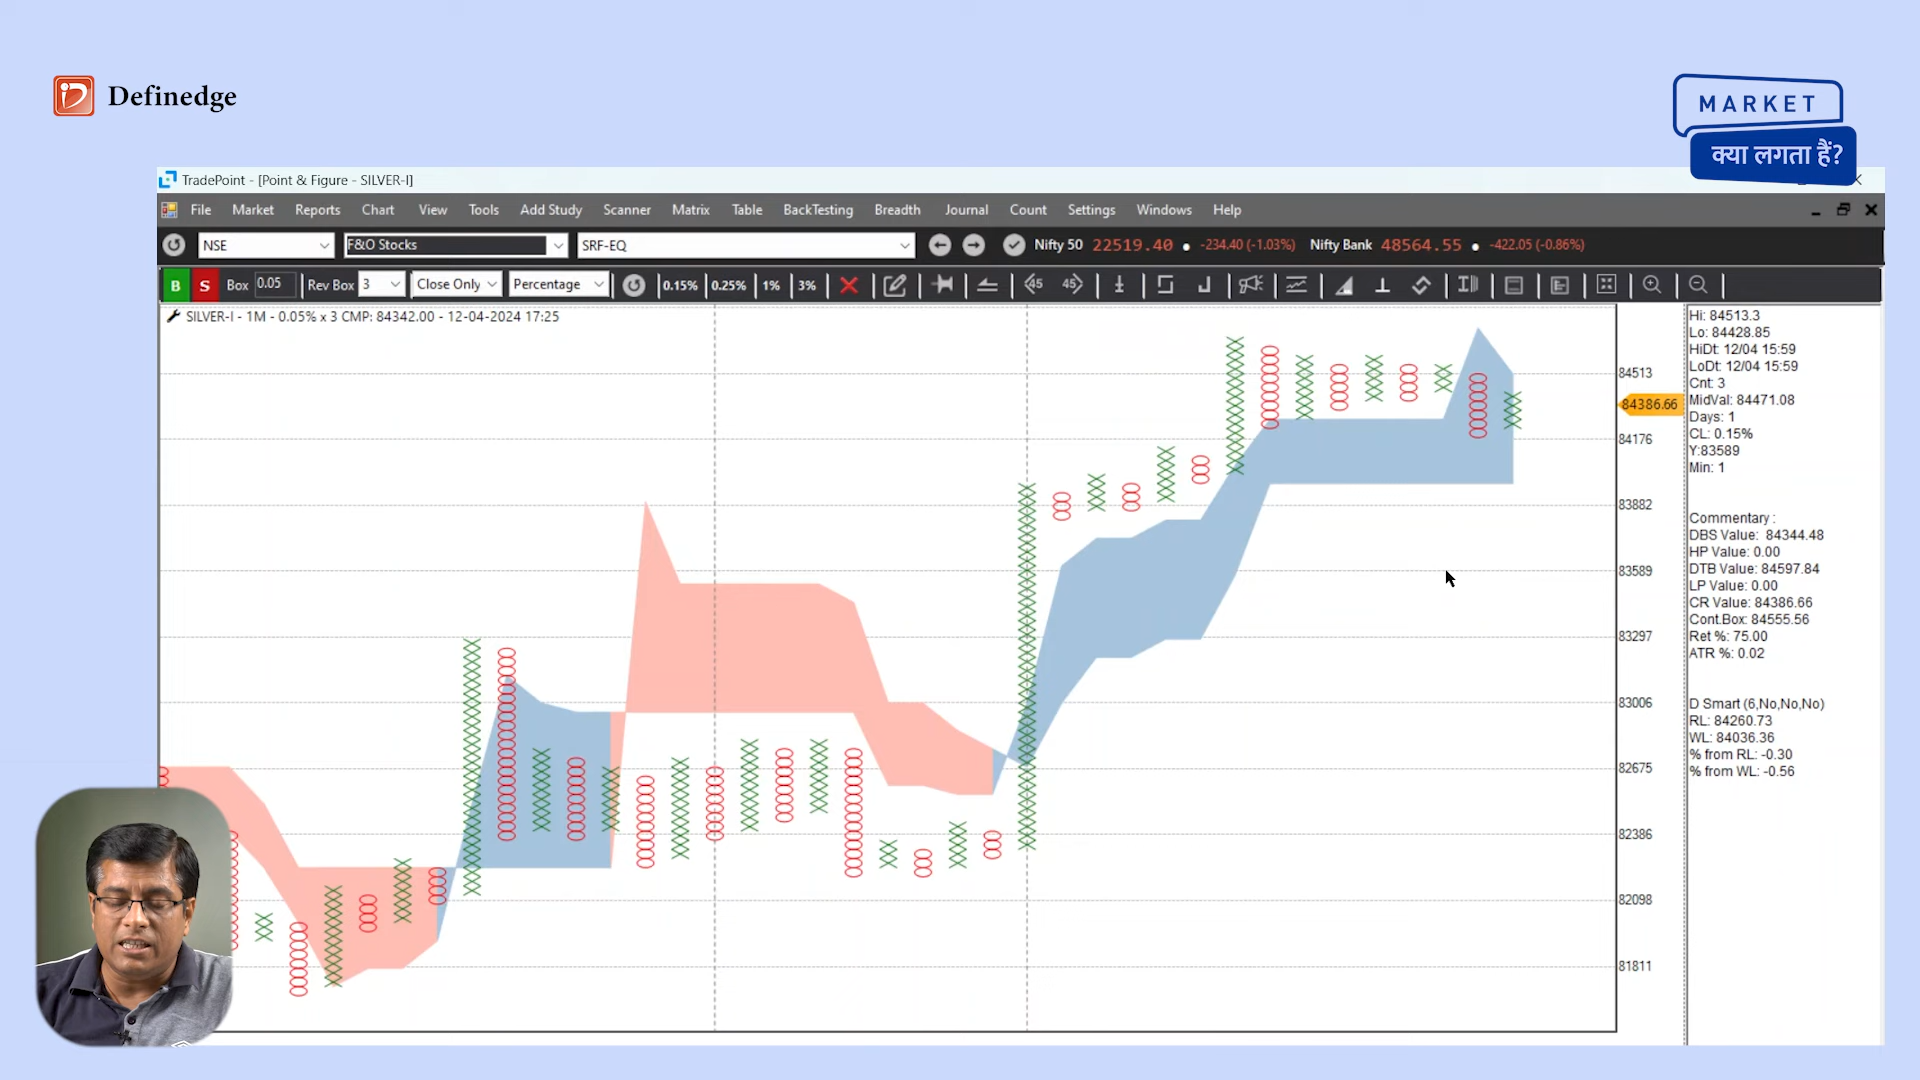 Definedge
MARKET
क्या लगता हैं?
TradePoint - [Point & Figure - SILVER-I]
File Market Reports Chart View Tools Add Study Scanner Matrix Table BackTesting Breadth Journal Count Settings Windows Help
NSE F&O Stocks SRF-EQ Nifty 50 22519.40 ● -234.40 (-1.03%) Nifty Bank 48564.55 ● -422.05 (-0.86%)
B S Box 0.05 Rev Box 3 Close Only Percentage 0.15% 0.25% 1% 3% 45 45
SILVER-I - 1M - 0.05% x 3 CMP: 84342.00 - 12-04-2024 17:25
84513
84386.66
84176
83882
83589
83297
83006
82675
82386
82098
81811
Hi: 84513.3
Lo: 84428.85
HiDt: 12/04 15:59
LoDt: 12/04 15:59
Cnt: 3
MidVal: 84471.08
Days: 1
CL: 0.15%
Y:83589
Min: 1
Commentary :
DBS Value: 84344.48
HP Value: 0.00
DTB Value: 84597.84
LP Value: 0.00
CR Value: 84386.66
Cont.Box: 84555.56
Ret %: 75.00
ATR %: 0.02
D Smart (6,No,No,No)
RL: 84260.73
WL: 84036.36
% from RL: -0.30
% from WL: -0.56